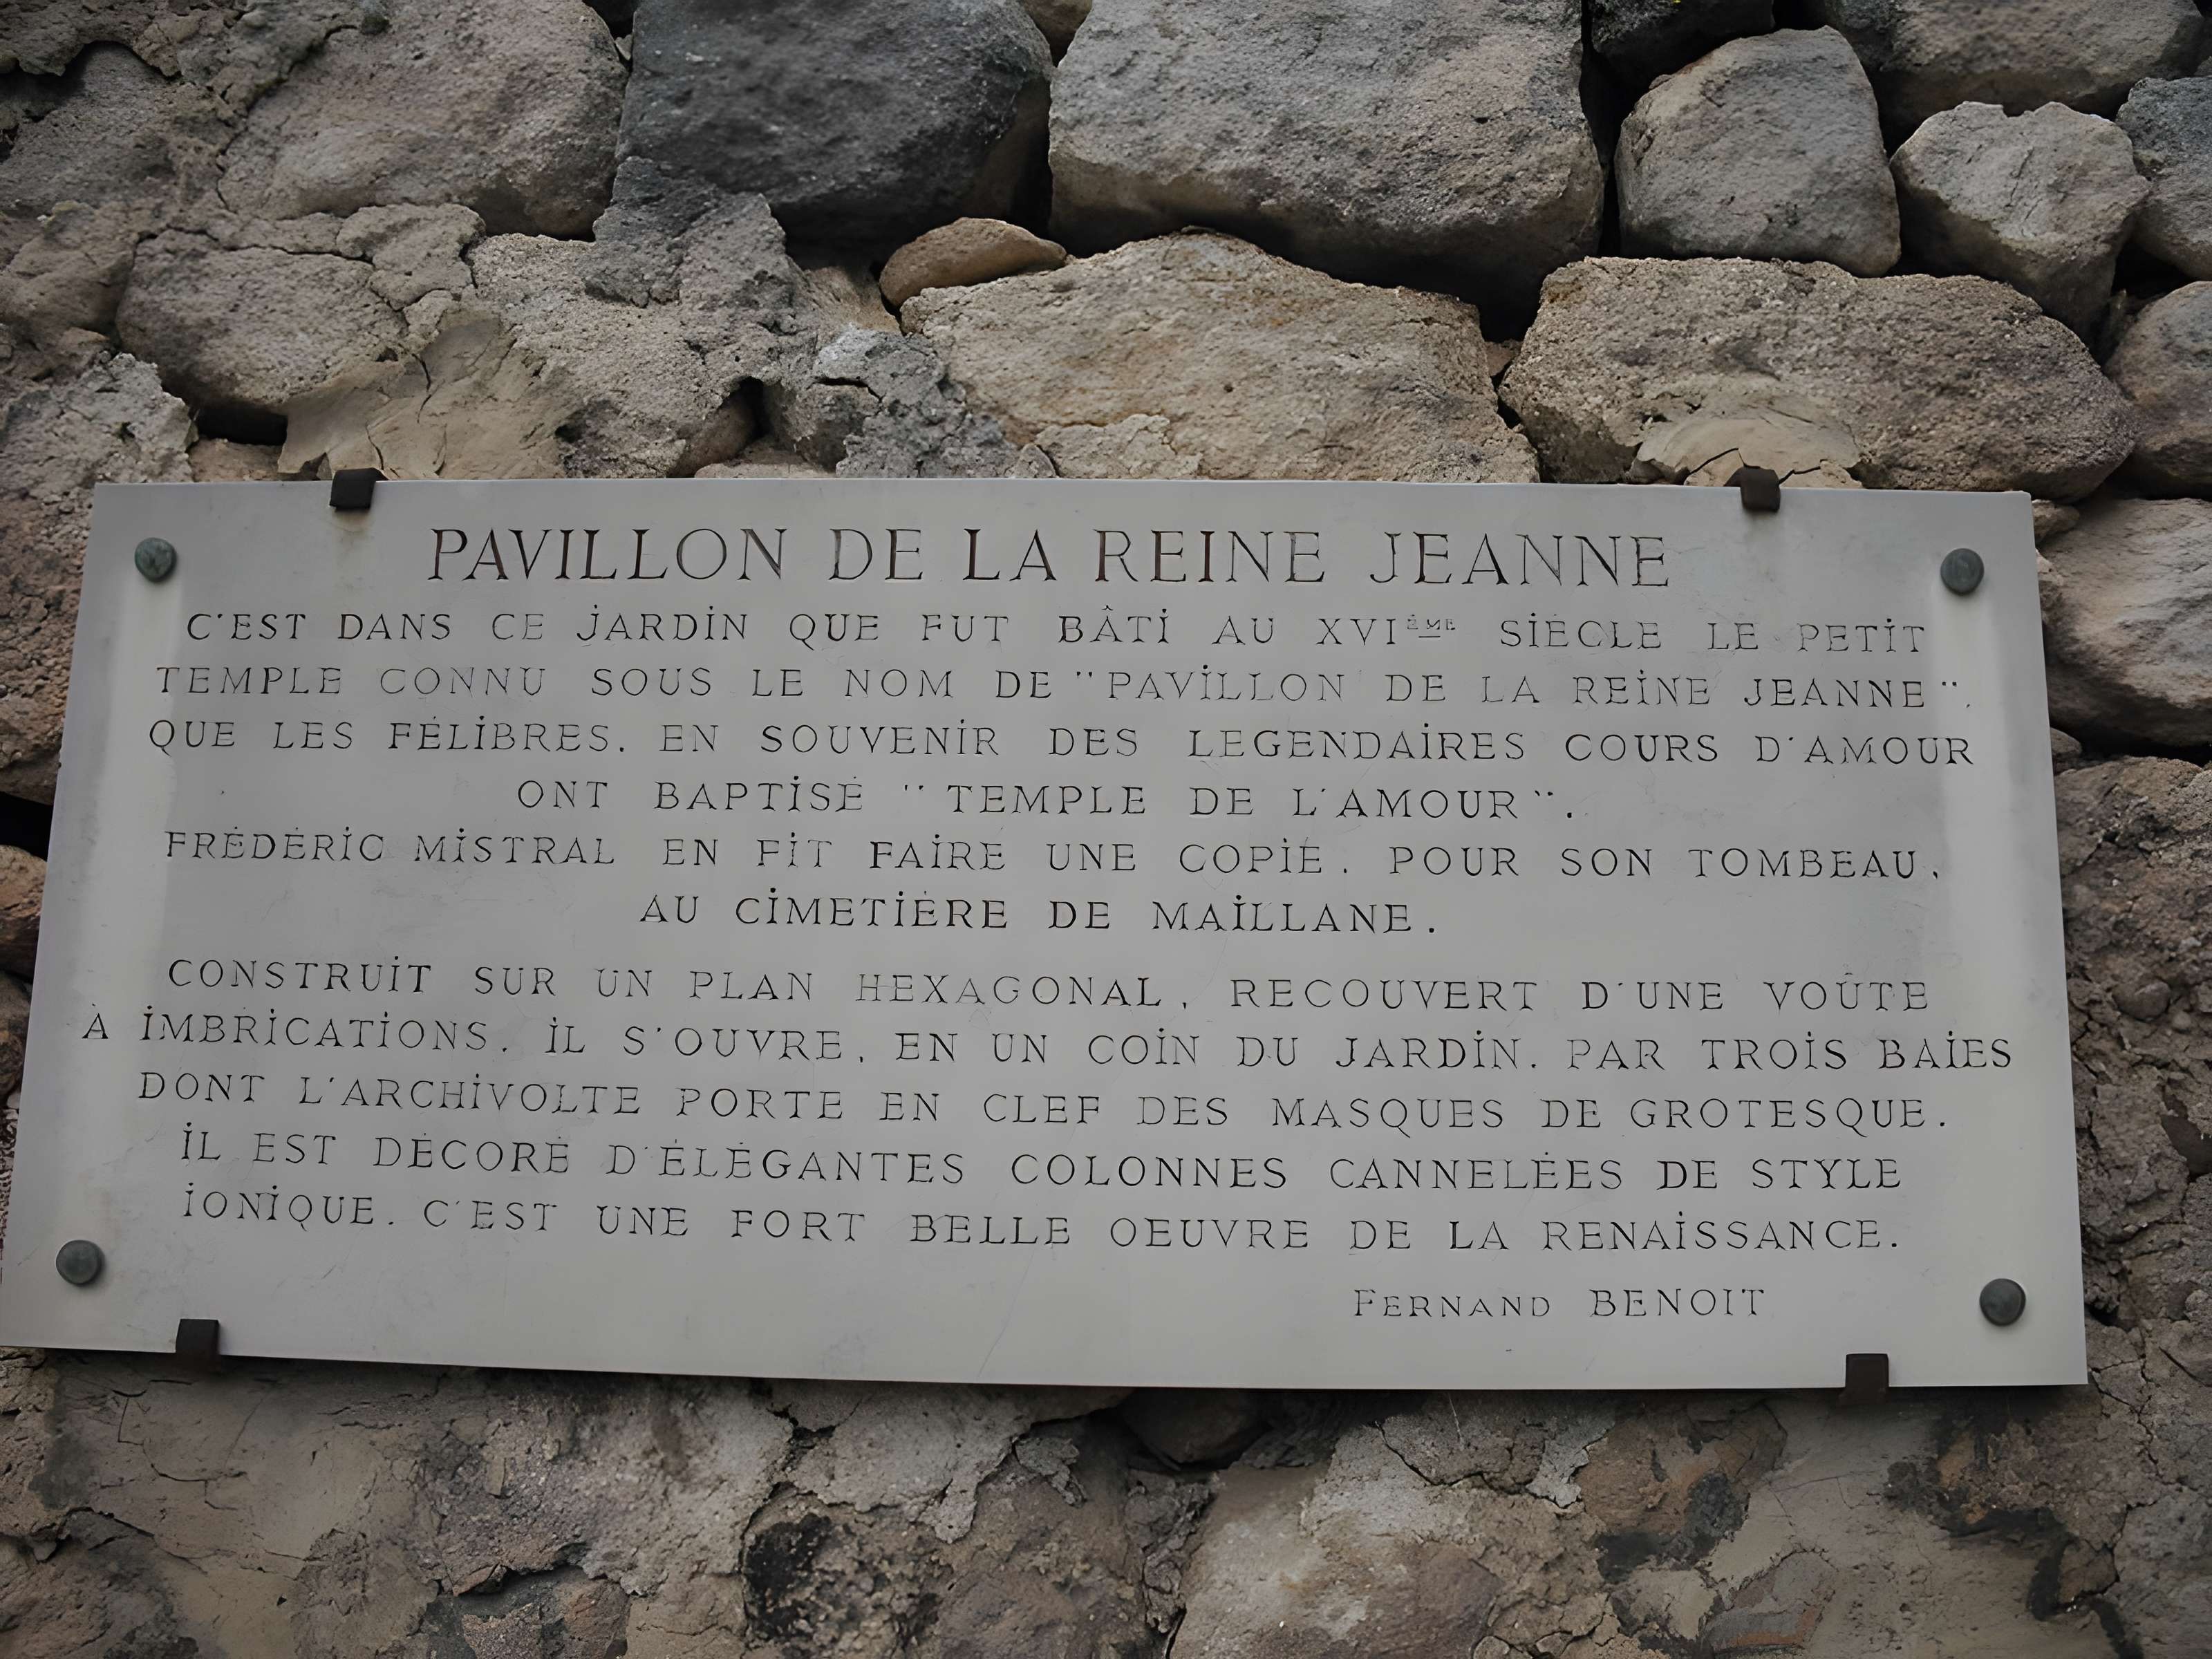 PAVILLON DE LA REINE JEANNE
C'EST DANS CE JARDIN QUE FUT BÂTI AU XVIÈME SIÈCLE LE PETIT
TEMPLE CONNU SOUS LE NOM DE "PAVILLON DE LA REINE JEANNE".
QUE LES FÉLIBRES. EN SOUVENIR DES LEGENDAIRES COURS D'AMOUR
ONT BAPTISÉ "TEMPLE DE L'AMOUR".
FRÉDÉRIC MISTRAL EN FIT FAIRE UNE COPIE. POUR SON TOMBEAU,
AU CIMETIÈRE DE MAILLANE.
CONSTRUIT SUR UN PLAN HEXAGONAL, RECOUVERT D'UNE VOÛTE
À IMBRICATIONS. IL S'OUVRE, EN UN COIN DU JARDIN. PAR TROIS BAIES
DONT L'ARCHIVOLTE PORTE EN CLEF DES MASQUES DE GROTESQUE.
IL EST DÉCORÉ D'ÉLÉGANTES COLONNES CANNELÉES DE STYLE
IONIQUE. C'EST UNE FORT BELLE OEUVRE DE LA RENAISSANCE.
FERNAND BENOIT